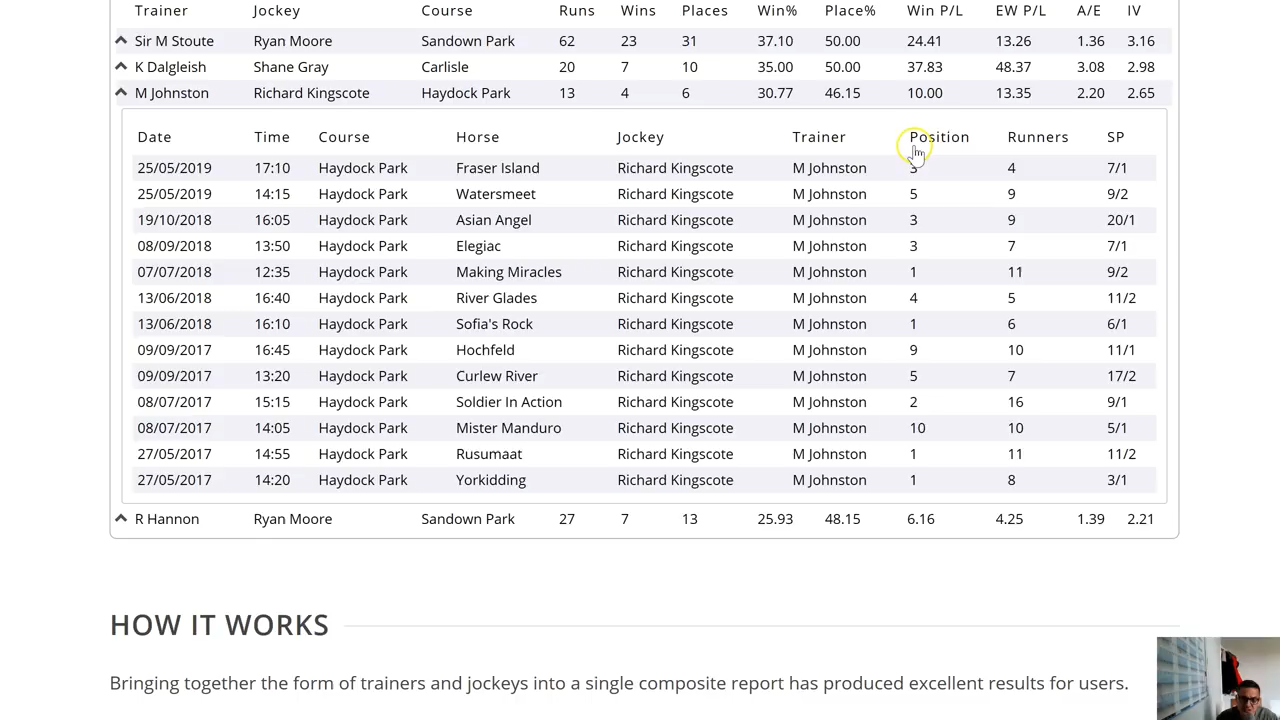 Trainer Jockey Course Runs Wins Places Win% Place% Win P/L EW P/L A/E IV
Sir M Stoute Ryan Moore Sandown Park 62 23 31 37.10 50.00 24.41 13.26 1.36 3.16
K Dalgleish Shane Gray Carlisle 20 7 10 35.00 50.00 37.83 48.37 3.08 2.98
M Johnston Richard Kingscote Haydock Park 13 4 6 30.77 46.15 10.00 13.35 2.20 2.65
Date Time Course Horse Jockey Trainer Position Runners SP
25/05/2019 17:10 Haydock Park Fraser Island Richard Kingscote M Johnston 3 4 7/1
25/05/2019 14:15 Haydock Park Watersmeet Richard Kingscote M Johnston 5 9 9/2
19/10/2018 16:05 Haydock Park Asian Angel Richard Kingscote M Johnston 3 9 20/1
08/09/2018 13:50 Haydock Park Elegiac Richard Kingscote M Johnston 3 7 7/1
07/07/2018 12:35 Haydock Park Making Miracles Richard Kingscote M Johnston 1 11 9/2
13/06/2018 16:40 Haydock Park River Glades Richard Kingscote M Johnston 4 5 11/2
13/06/2018 16:10 Haydock Park Sofia's Rock Richard Kingscote M Johnston 1 6 6/1
09/09/2017 16:45 Haydock Park Hochfeld Richard Kingscote M Johnston 9 10 11/1
09/09/2017 13:20 Haydock Park Curlew River Richard Kingscote M Johnston 5 7 17/2
08/07/2017 15:15 Haydock Park Soldier In Action Richard Kingscote M Johnston 2 16 9/1
08/07/2017 14:05 Haydock Park Mister Manduro Richard Kingscote M Johnston 10 10 5/1
27/05/2017 14:55 Haydock Park Rusumaat Richard Kingscote M Johnston 1 11 11/2
27/05/2017 14:20 Haydock Park Yorkidding Richard Kingscote M Johnston 1 8 3/1
R Hannon Ryan Moore Sandown Park 27 7 13 25.93 48.15 6.16 4.25 1.39 2.21
HOW IT WORKS
Bringing together the form of trainers and jockeys into a single composite report has produced excellent results for users.